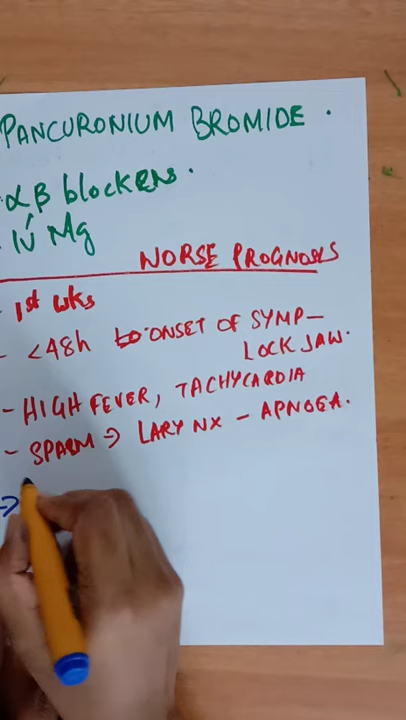 PANCURONIUM BROMIDE.
- αβ blockers.
- IV Mg
WORSE PROGNOSIS
- 1st wks
- <48h to ONSET OF SYMP-
LOCK JAW.
- HIGH FEVER, TACHYCARDIA
- SPASM → LARYNX - APNOEA.
→